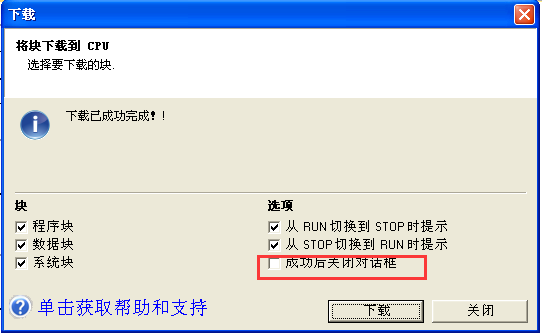 下载
将块下载到 CPU
选择要下载的块.
下载已成功完成!!
块
选项
程序块
从 RUN 切换到 STOP 时提示
数据块
从 STOP 切换到 RUN 时提示
系统块
成功后关闭对话框
单击获取帮助和支持
下载
关闭